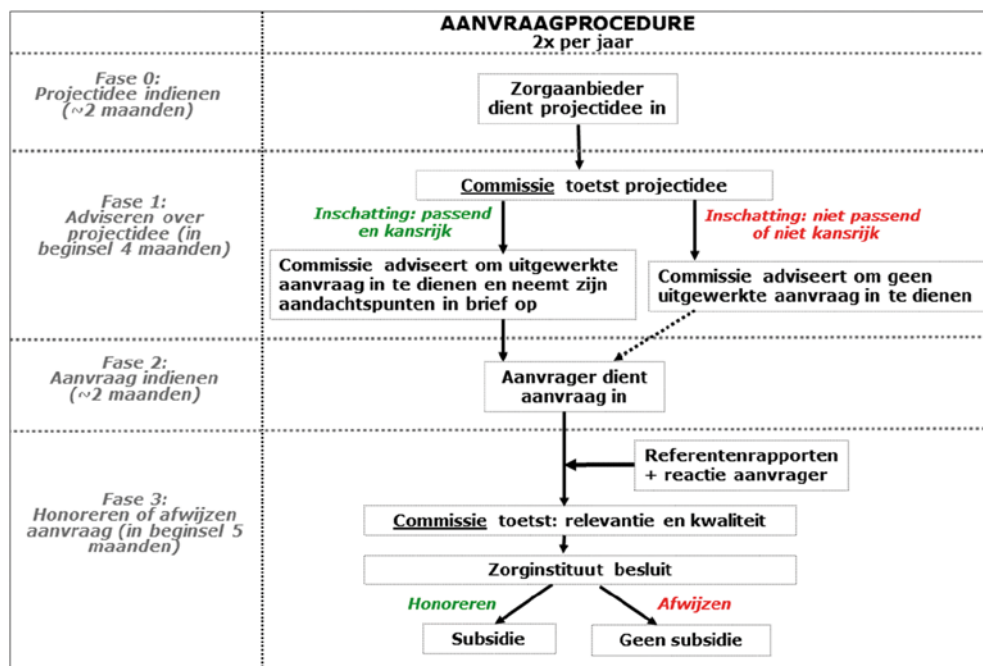 AANVRAAGPROCEDURE
2x per jaar
Fase 0:
Projectidee indienen
(~2 maanden)
Zorgaanbieder
dient projectidee in
Fase 1:
Adviseren over
projectidee (in
beginsel 4 maanden)
Commissie toetst projectidee
Inschatting: passend
en kansrijk
Inschatting: niet passend
of niet kansrijk
Commissie adviseert om uitgewerkte
aanvraag in te dienen en neemt zijn
aandachtspunten in brief op
Commissie adviseert om geen
uitgewerkte aanvraag in te dienen
Fase 2:
Aanvraag indienen
(~2 maanden)
Aanvrager dient
aanvraag in
Fase 3:
Honoreren of afwijzen
aanvraag (in beginsel 5
maanden)
Referentenrapporten
+ reactie aanvrager
Commissie toetst: relevantie en kwaliteit
Zorginstituut besluit
Honoreren
Afwijzen
Subsidie
Geen subsidie